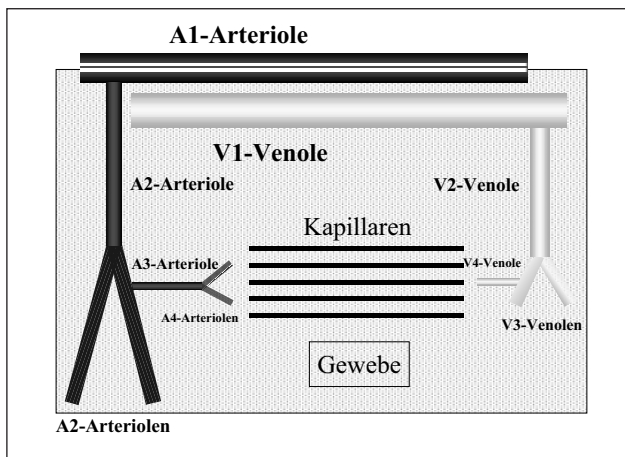 A1-Arteriole
V1-Venole
A2-Arteriole
V2-Venole
Kapillaren
A3-Arteriole
V4-Venole
A4-Arteriolen
V3-Venolen
Gewebe
A2-Arteriolen